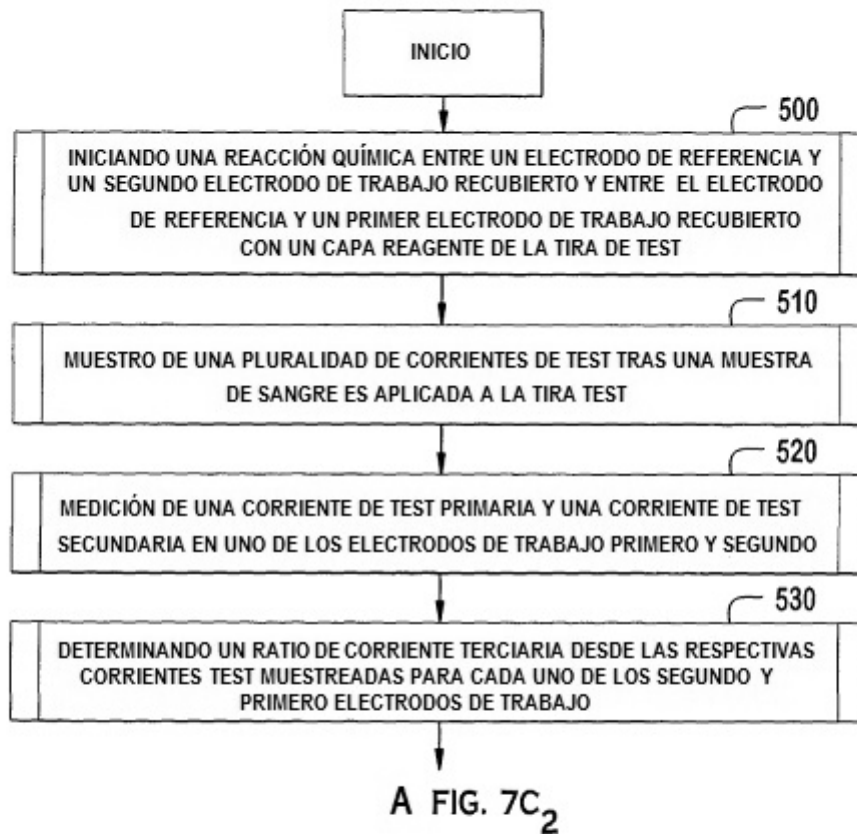 INICIO
500
INICIANDO UNA REACCIÓN QUÍMICA ENTRE UN ELECTRODO DE REFERENCIA Y
UN SEGUNDO ELECTRODO DE TRABAJO RECUBIERTO Y ENTRE EL ELECTRODO
DE REFERENCIA Y UN PRIMER ELECTRODO DE TRABAJO RECUBIERTO
CON UN CAPA REAGENTE DE LA TIRA DE TEST
510
MUESTRO DE UNA PLURALIDAD DE CORRIENTES DE TEST TRAS UNA MUESTRA
DE SANGRE ES APLICADA A LA TIRA TEST
520
MEDICIÓN DE UNA CORRIENTE DE TEST PRIMARIA Y UNA CORRIENTE DE TEST
SECUNDARIA EN UNO DE LOS ELECTRODOS DE TRABAJO PRIMERO Y SEGUNDO
530
DETERMINANDO UN RATIO DE CORRIENTE TERCIARIA DESDE LAS RESPECTIVAS
CORRIENTES TEST MUESTREADAS PARA CADA UNO DE LOS SEGUNDO Y
PRIMERO ELECTRODOS DE TRABAJO
A FIG. 7C2